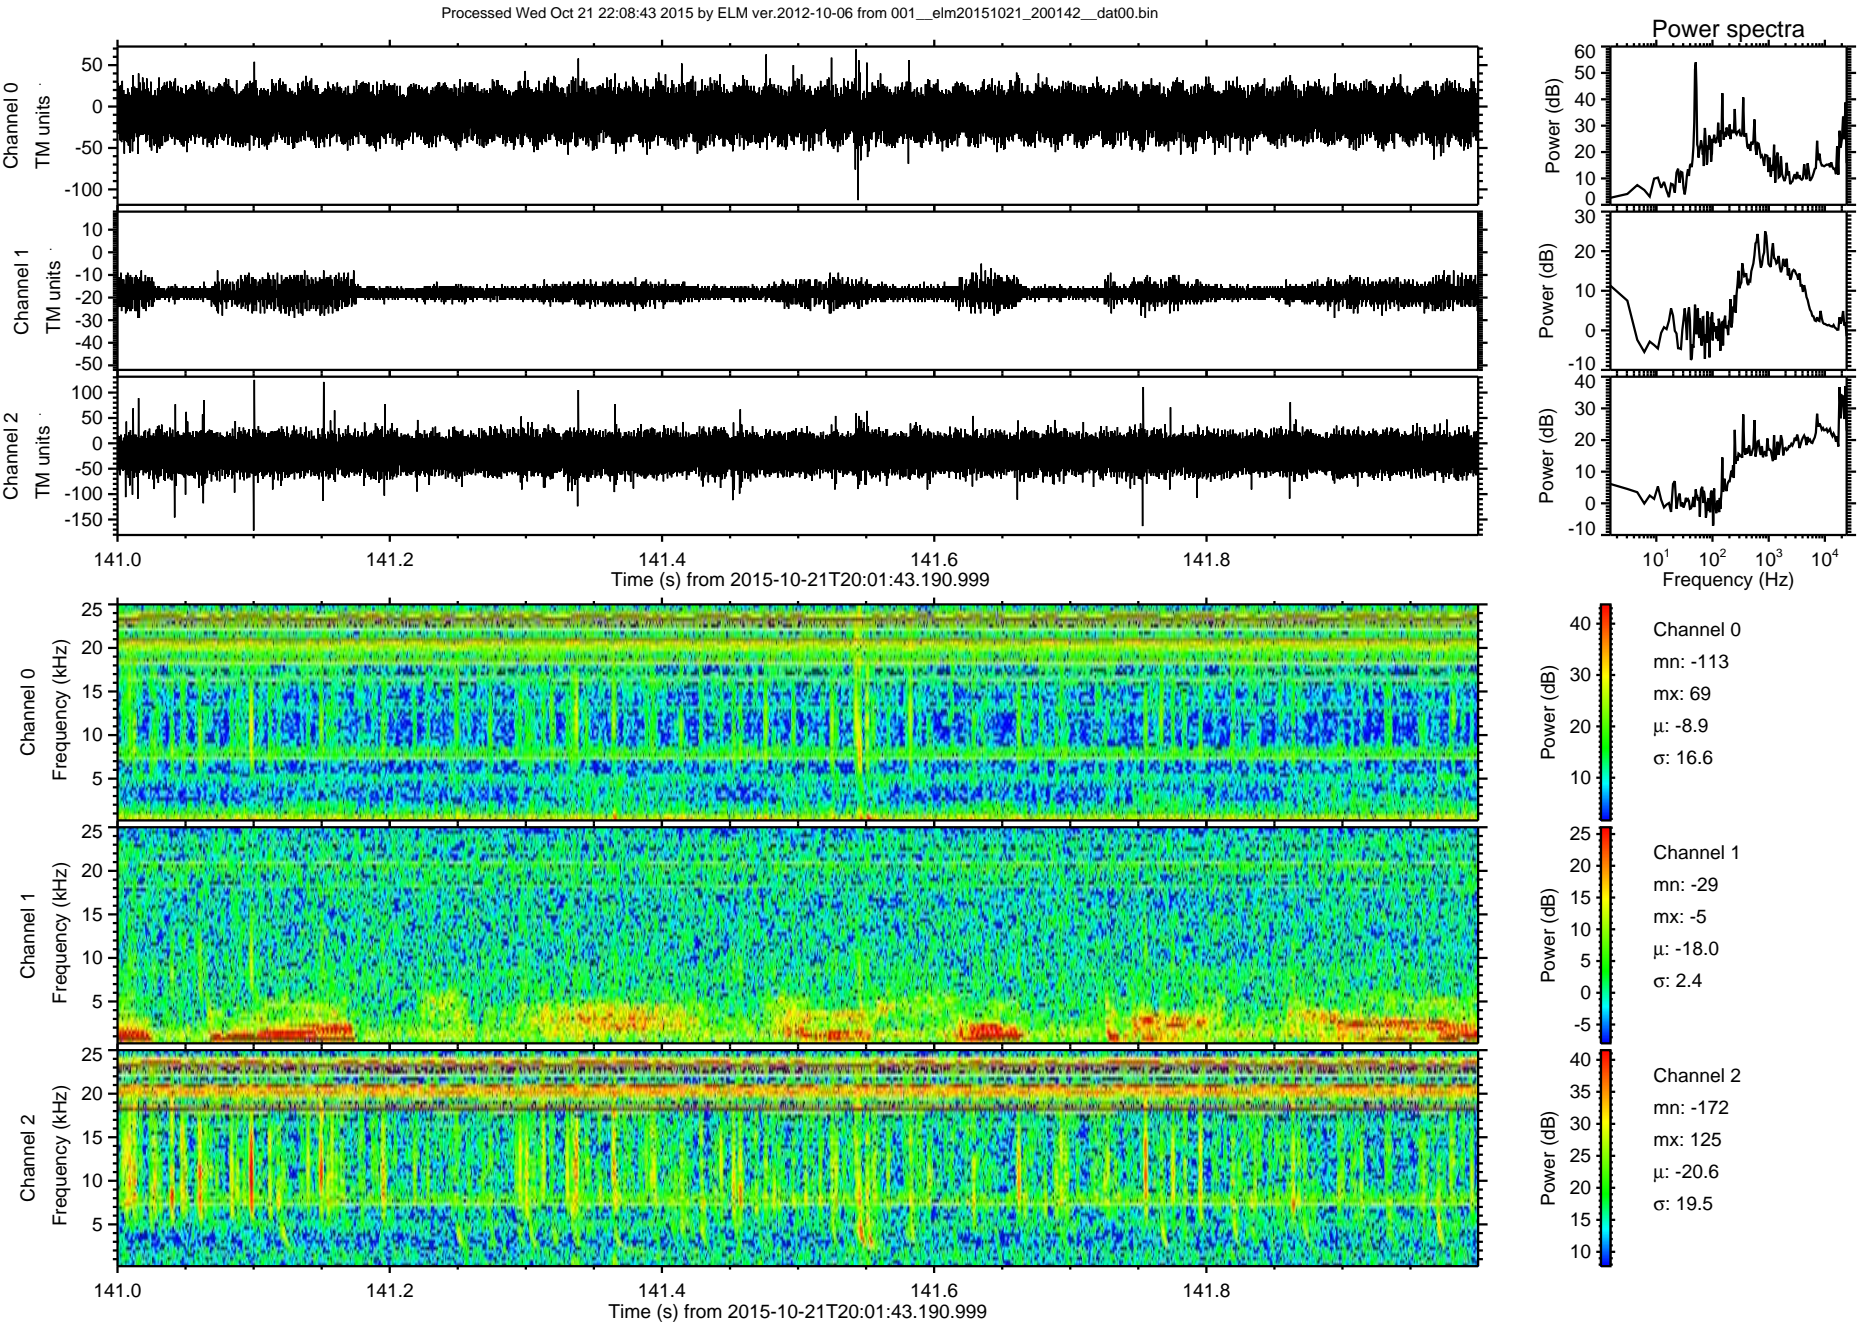 Processed Wed Oct 21 22:08:43 2015 by ELM ver.2012-10-06 from 001__elm20151021_200142__dat00.bin
Power spectra
Channel 0
TM units
50
0
-50
-100
Power (dB)
60
50
40
30
20
10
0
Channel 1
TM units
10
0
-10
-20
-30
-40
-50
Power (dB)
30
20
10
0
-10
Channel 2
TM units
100
50
0
-50
-100
-150
Power (dB)
40
30
20
10
0
-10
141.0 141.2 141.4 141.6 141.8
Time (s) from 2015-10-21T20:01:43.190.999
10^1 10^2 10^3 10^4
Frequency (Hz)
Channel 0
Frequency (kHz)
25
20
15
10
5
Power (dB)
40
30
20
10
Channel 0
mn: -113
mx: 69
µ: -8.9
σ: 16.6
Channel 1
Frequency (kHz)
25
20
15
10
5
Power (dB)
25
20
15
10
5
0
-5
Channel 1
mn: -29
mx: -5
µ: -18.0
σ: 2.4
Channel 2
Frequency (kHz)
25
20
15
10
5
Power (dB)
40
35
30
25
20
15
10
Channel 2
mn: -172
mx: 125
µ: -20.6
σ: 19.5
141.0 141.2 141.4 141.6 141.8
Time (s) from 2015-10-21T20:01:43.190.999